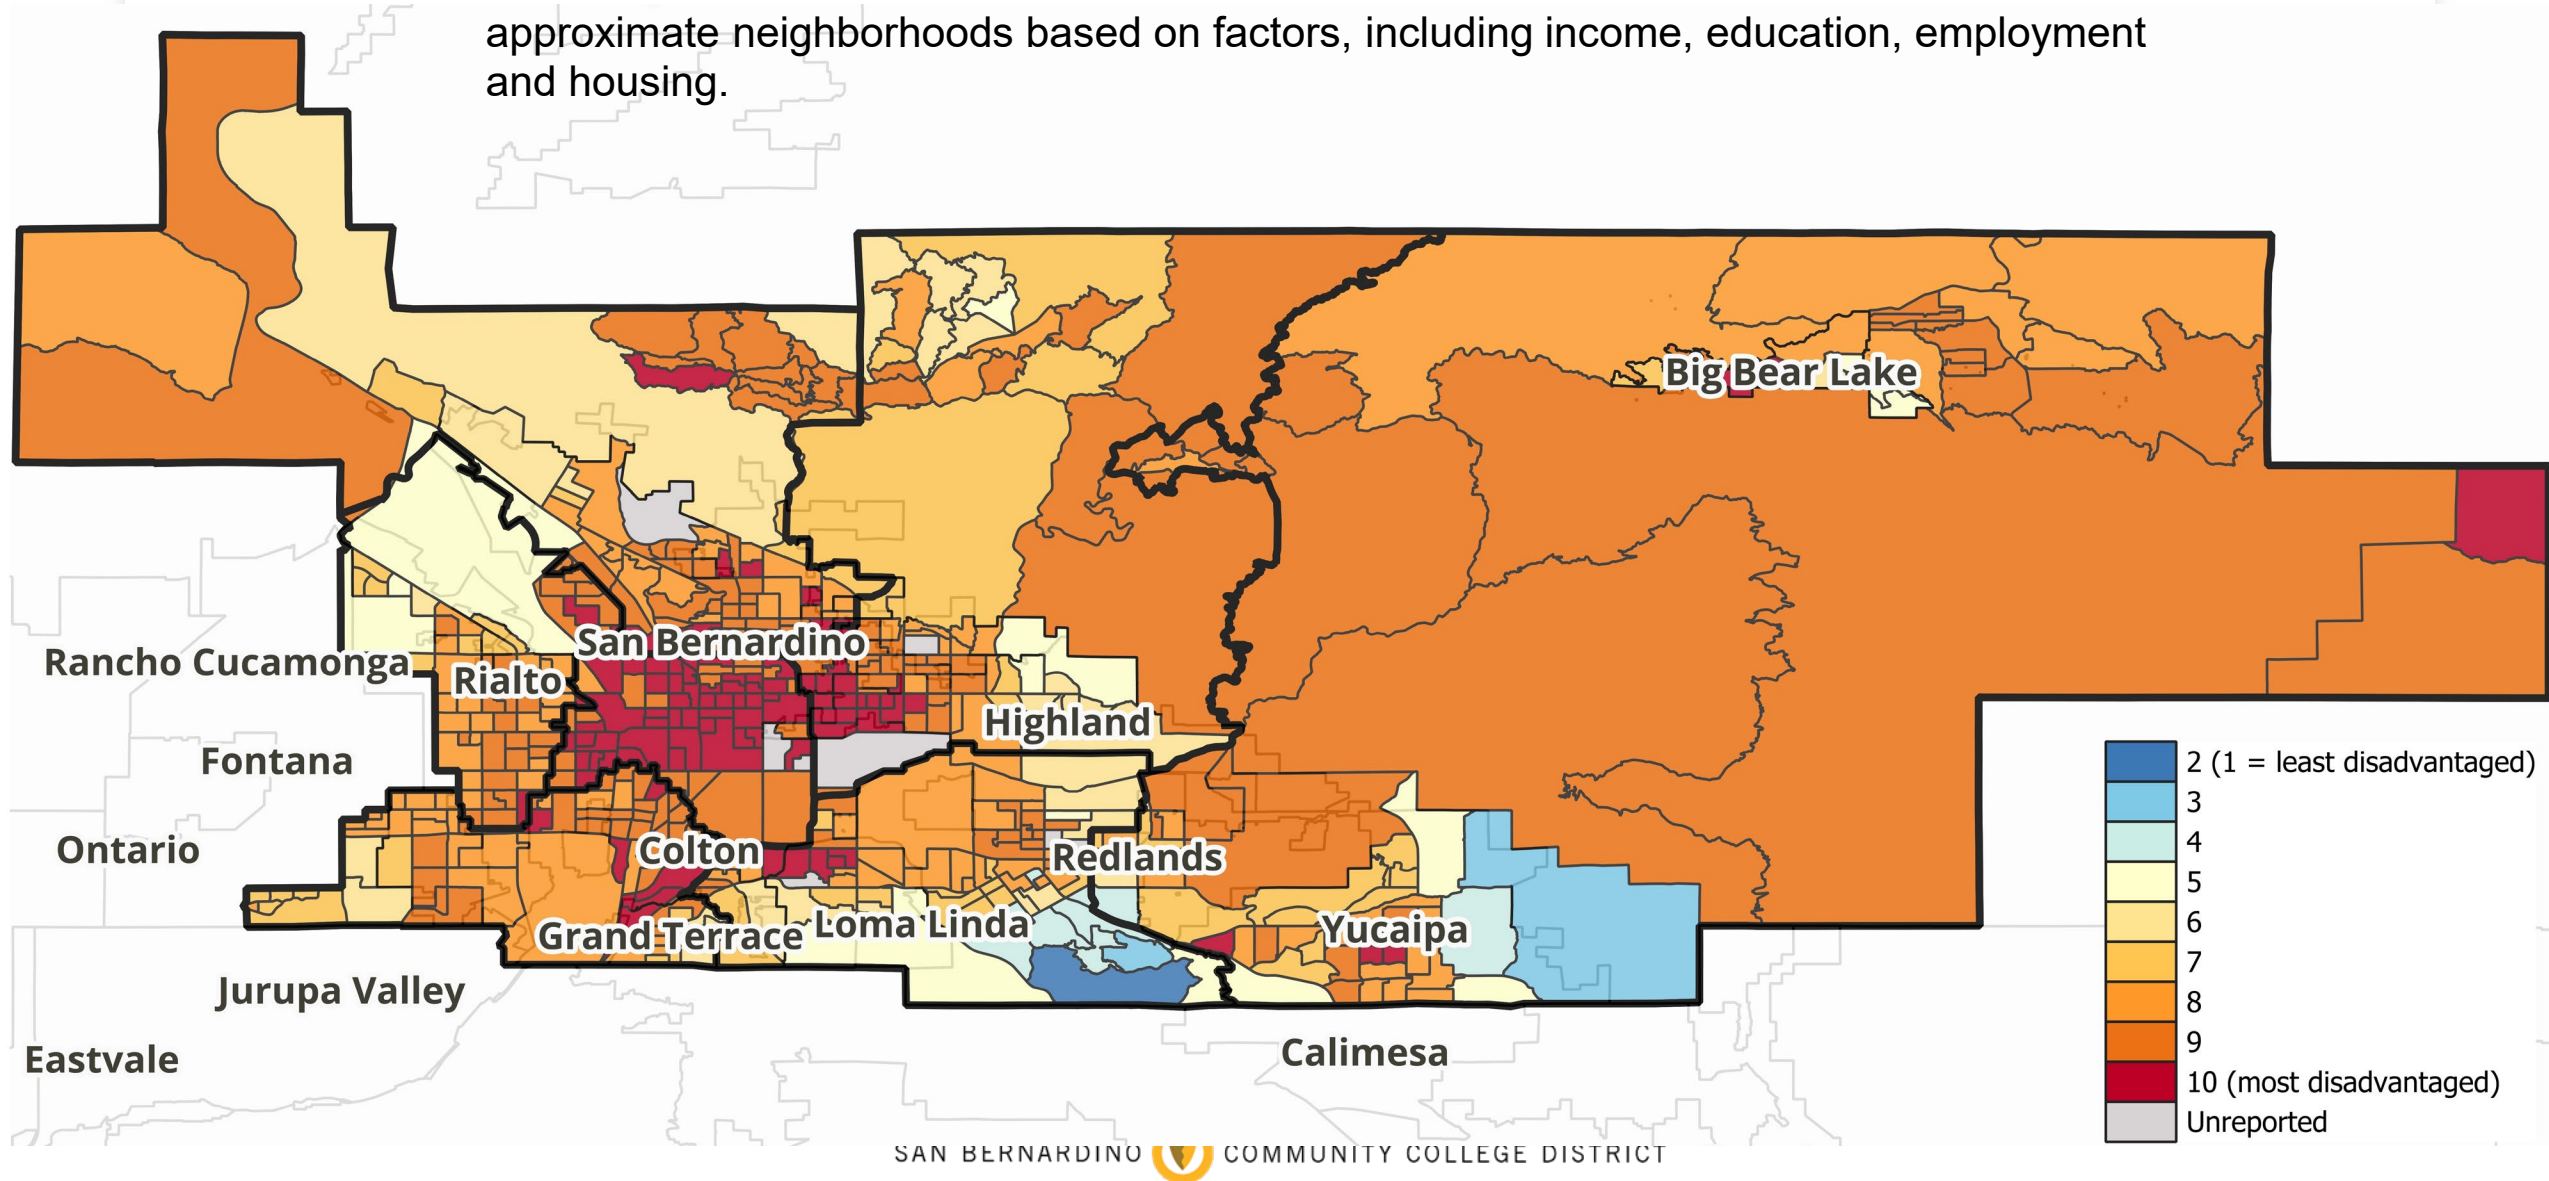 approximate neighborhoods based on factors, including income, education, employment
and housing.
Big Bear Lake
San Bernardino
Rancho Cucamonga
Rialto
Highland
Fontana
Ontario
Colton
Redlands
Grand Terrace
Loma Linda
Yucaipa
Jurupa Valley
Eastvale
Calimesa
2 (1 = least disadvantaged)
3
4
5
6
7
8
9
10 (most disadvantaged)
Unreported
SAN BERNARDINO COMMUNITY COLLEGE DISTRICT